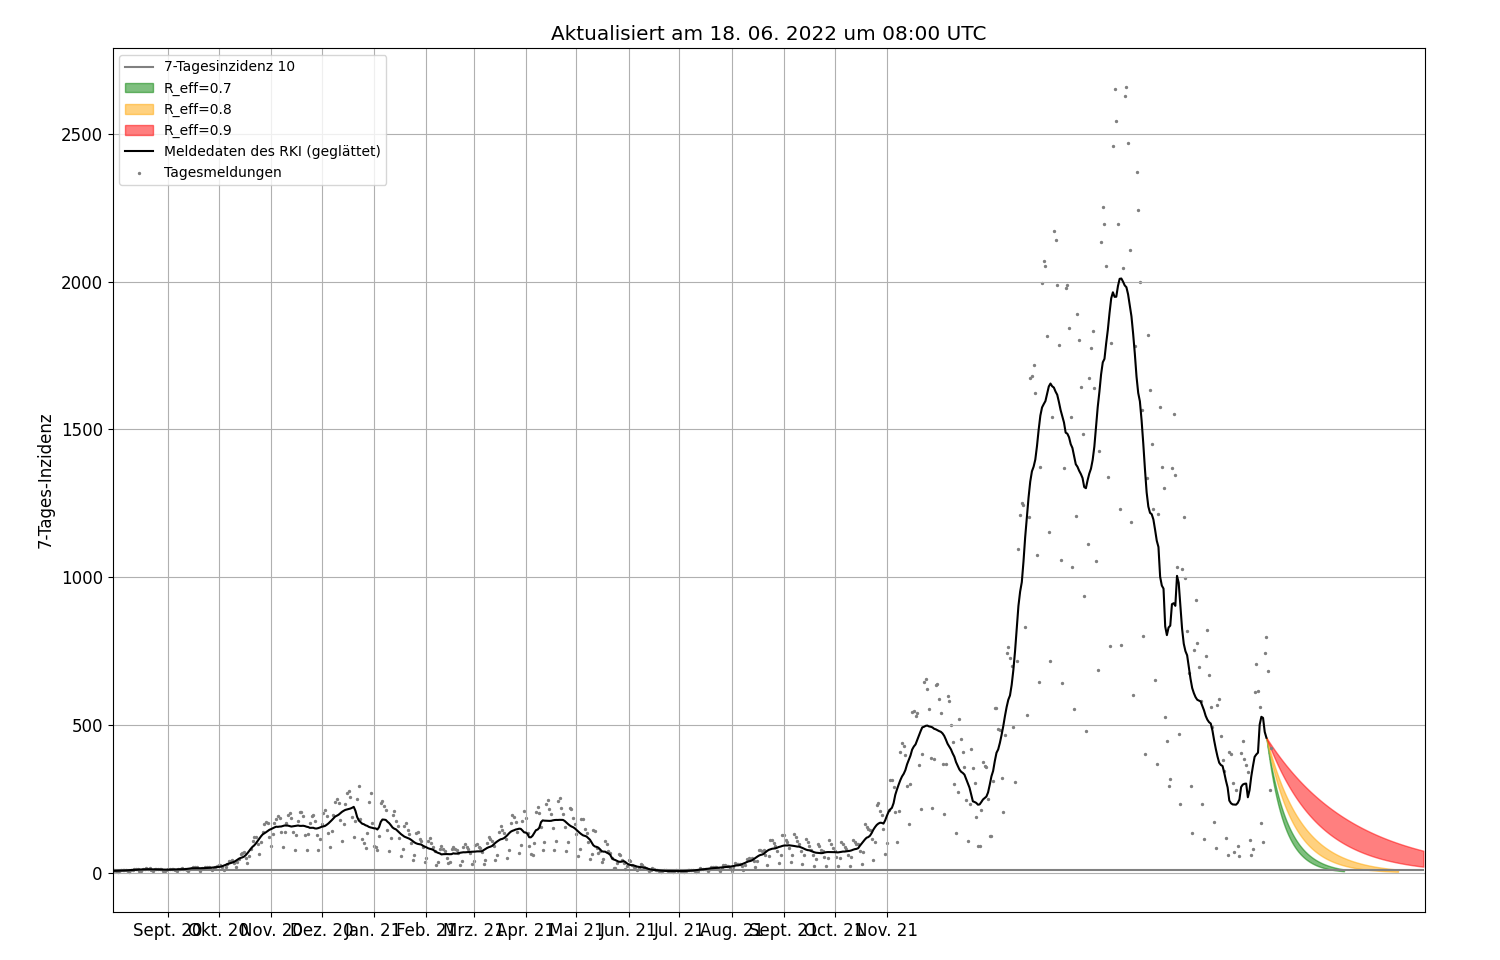 Aktualisiert am 18. 06. 2022 um 08:00 UTC
7-Tagesinzidenz 10
R_eff=0.7
R_eff=0.8
R_eff=0.9
Meldedaten des RKI (geglättet)
Tagesmeldungen
7-Tages-Inzidenz
2500
2000
1500
1000
500
0
Sept. 20 Okt. 20 Nov. 20 Dez. 20 Jan. 21 Feb. 21 Mrz. 21 Apr. 21 Mai 21 Jun. 21 Jul. 21 Aug. 21 Sept. 21 Oct. 21 Nov. 21